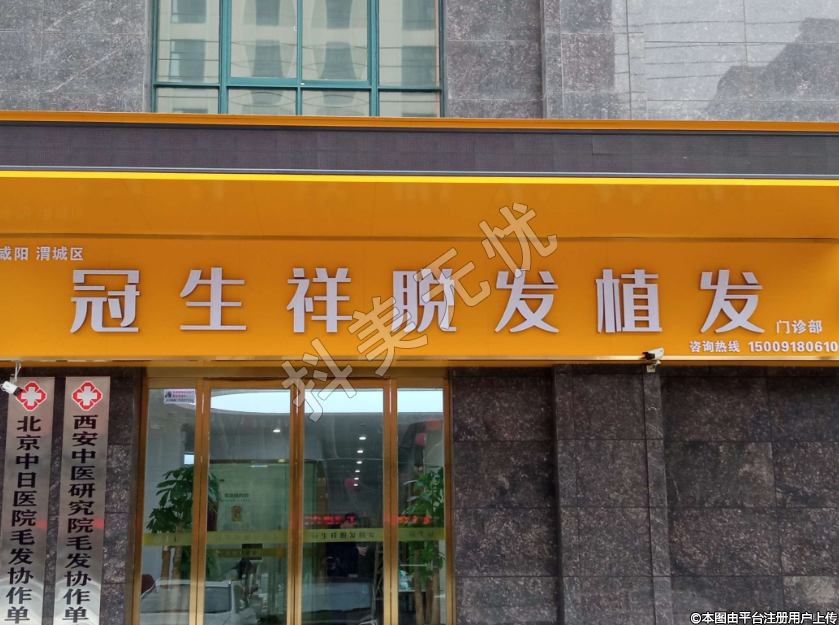 咸阳 渭城区
冠生祥脱发植发
门诊部
咨询热线 15009180610
北京中日医院毛发协作单
西安中医研究院毛发协作单
抖美无忧
©本图由平台注册用户上传